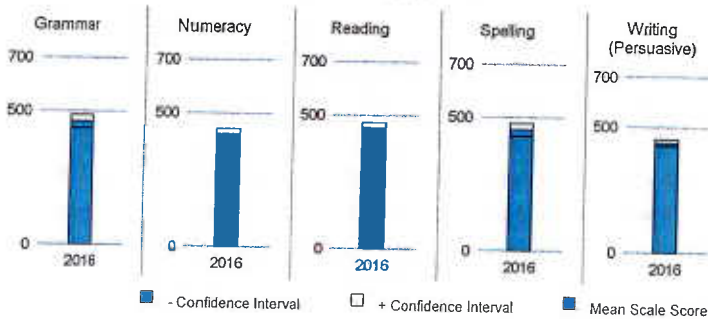 Grammar
700
500
0
2016
Numeracy
700
500
0
2016
Reading
700
500
0
2016
Spelling
700
500
0
2016
Writing
(Persuasive)
700
500
0
2016
- Confidence Interval
+ Confidence Interval
Mean Scale Score